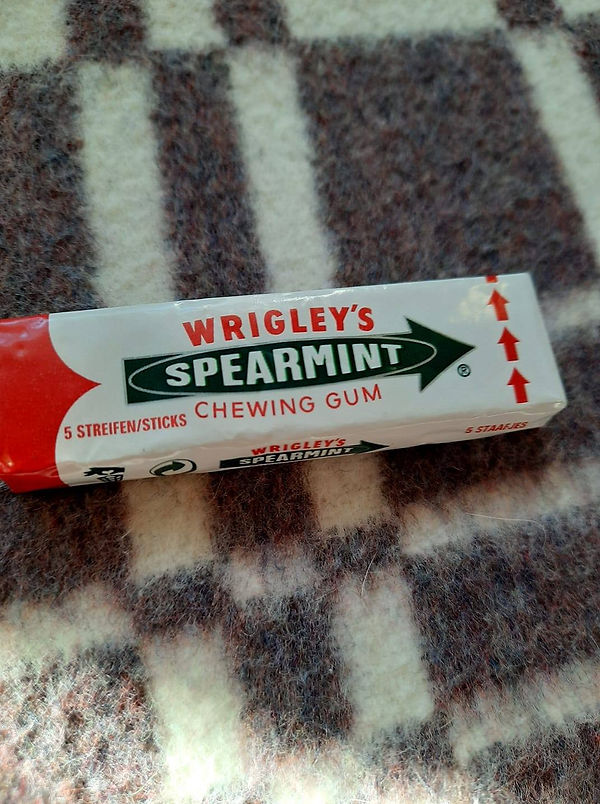 WRIGLEY'S
SPEARMINT
®
CHEWING GUM
5 STREIFEN/STICKS
5 STAAFJES
WRIGLEY'S
SPEARMINT